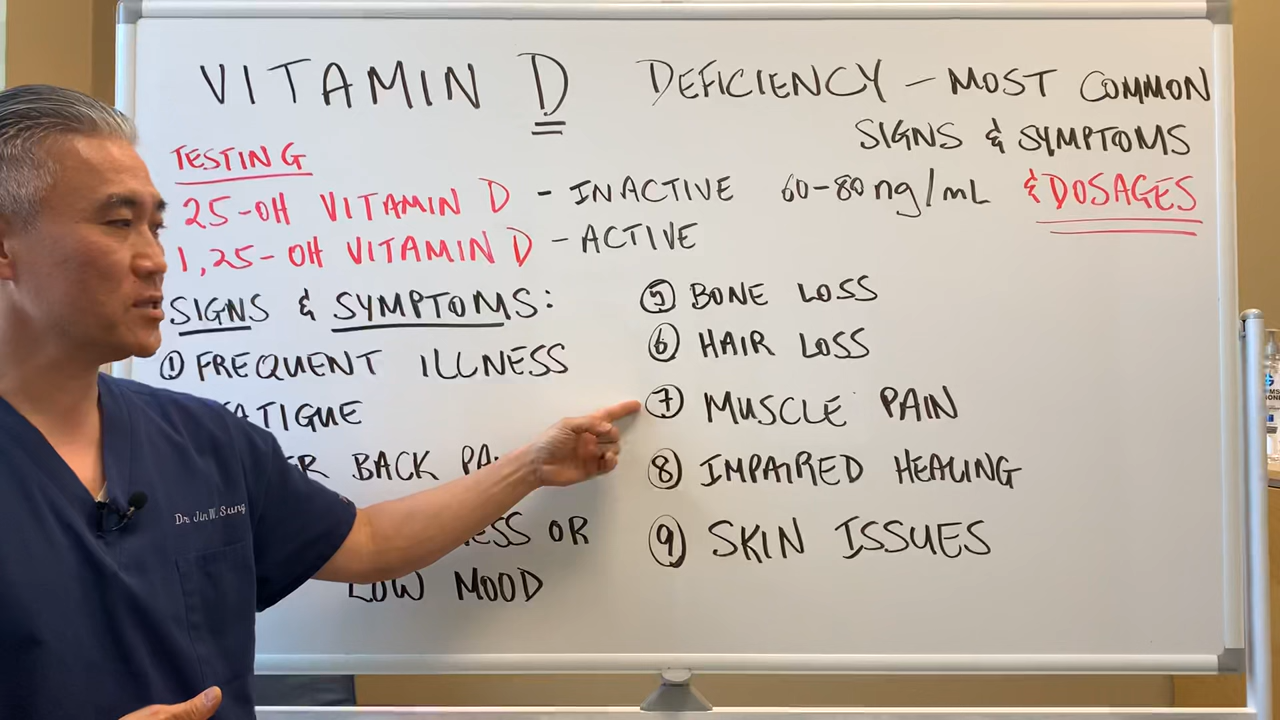 VITAMIN D DEFICIENCY – MOST COMMON
SIGNS & SYMPTOMS
& DOSAGES
TESTING
25-OH VITAMIN D – INACTIVE 60-80 ng/mL
1,25-OH VITAMIN D – ACTIVE
SIGNS & SYMPTOMS:
① FREQUENT ILLNESS
BACK
OR
LOW MOOD
⑤ BONE LOSS
⑥ HAIR LOSS
⑦ MUSCLE PAIN
⑧ IMPAIRED HEALING
⑨ SKIN ISSUES
Dr. Jin W. Sung